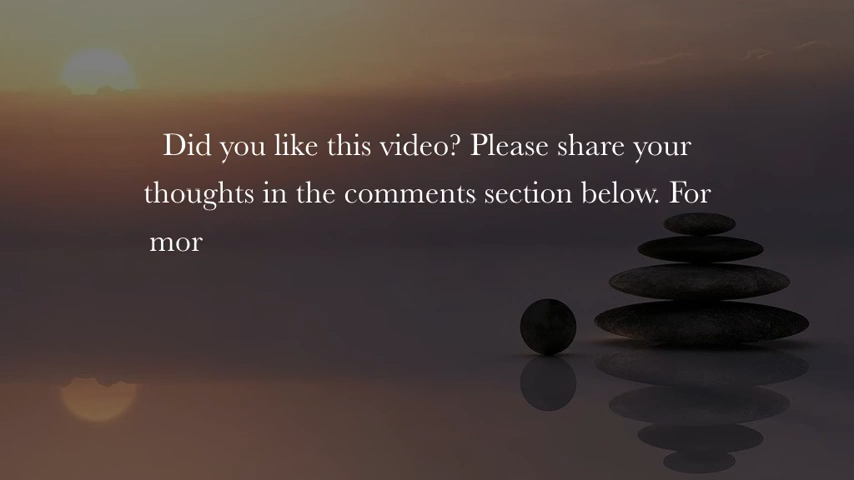 Did you like this video? Please share your
thoughts in the comments section below. For
mor